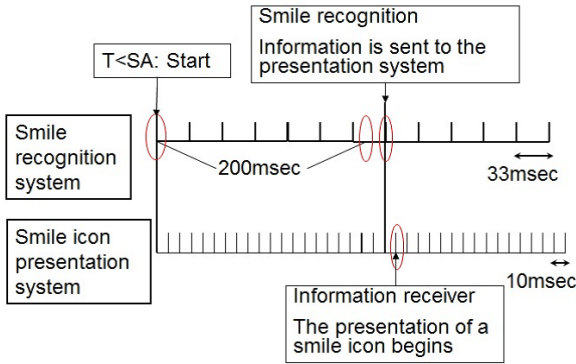 Smile recognition
Information is sent to the
presentation system
T<SA: Start
Smile
recognition
system
200msec
33msec
Smile icon
presentation
system
10msec
Information receiver
The presentation of a
smile icon begins